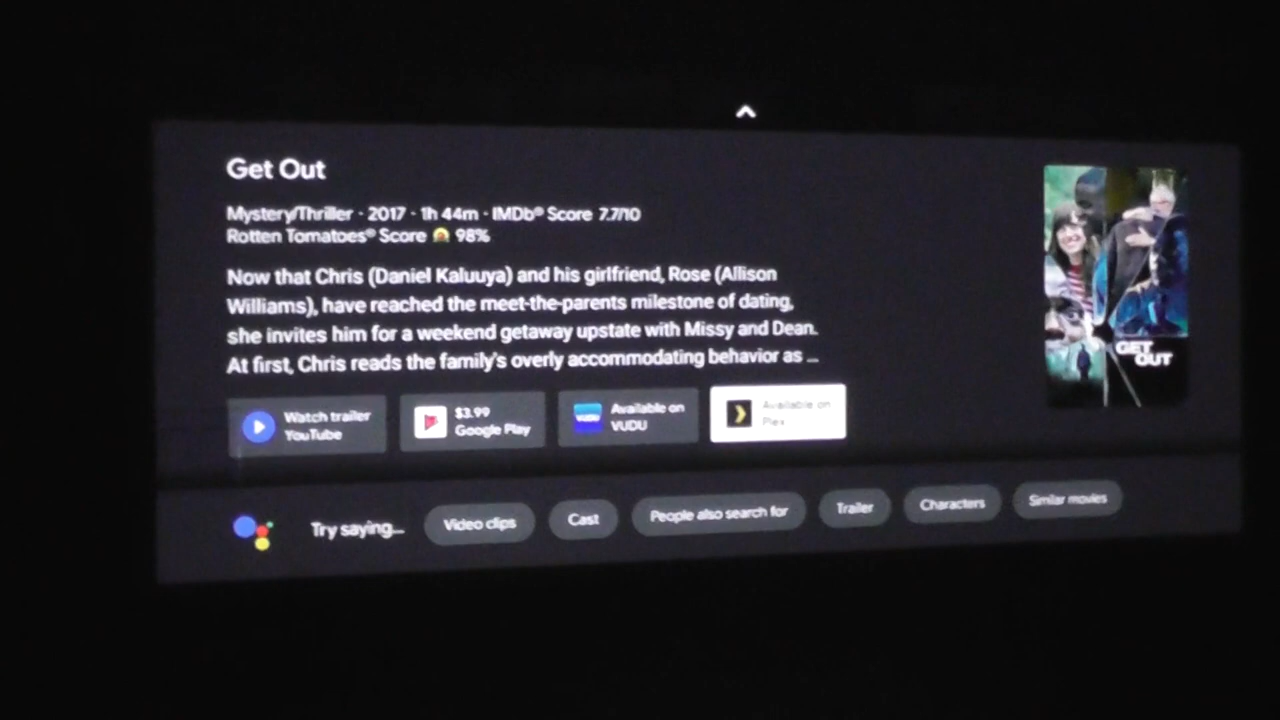 Get Out
Mystery/Thriller · 2017 · 1h 44m · IMDb® Score 7.7/10
Rotten Tomatoes® Score 98%
Now that Chris (Daniel Kaluuya) and his girlfriend, Rose (Allison
Williams), have reached the meet-the-parents milestone of dating,
she invites him for a weekend getaway upstate with Missy and Dean.
At first, Chris reads the family's overly accommodating behavior as ...
Watch trailer
YouTube
$3.99
Google Play
VUDU
Available on
VUDU
Available on
Plex
GET
OUT
Try saying...
Video clips
Cast
People also search for
Trailer
Characters
Similar movies